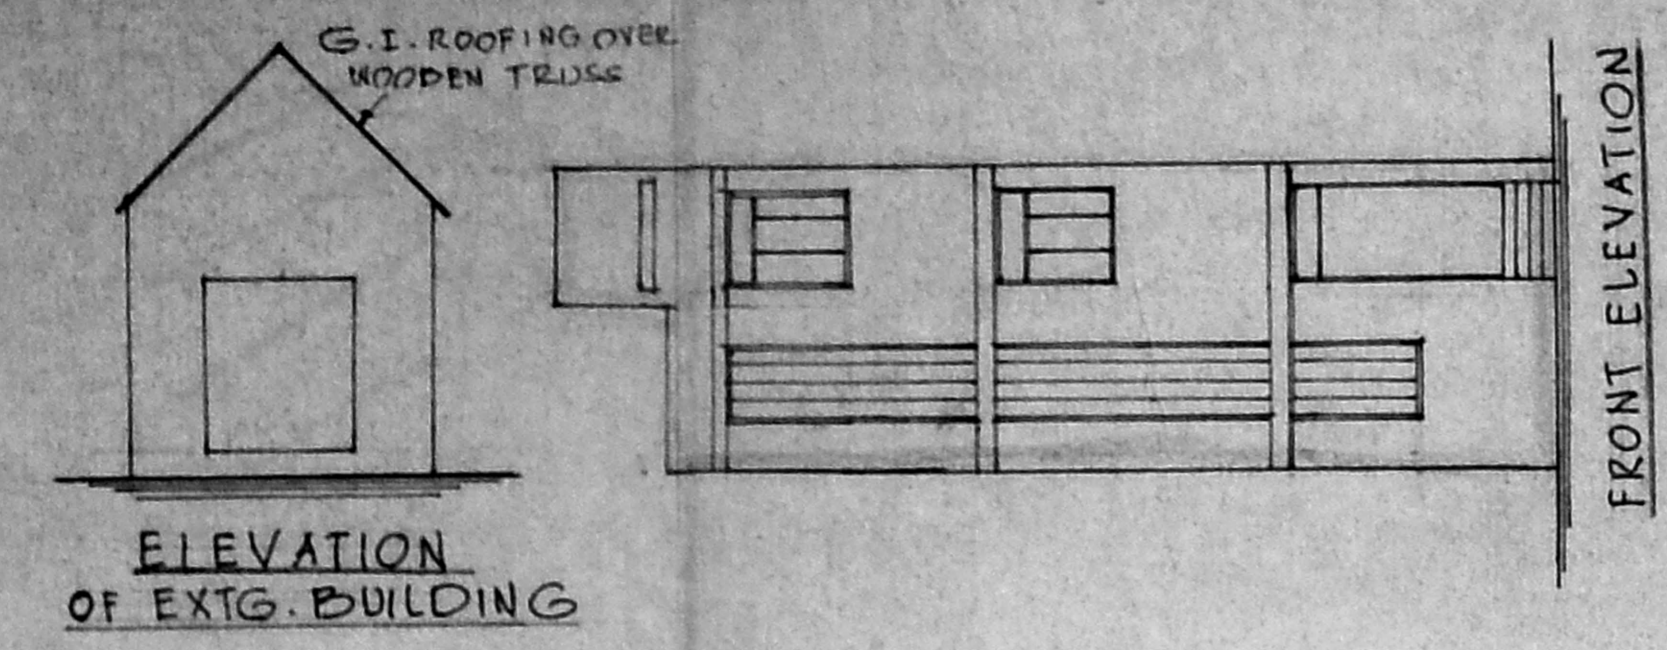 G.I. ROOFING OVER
WOODEN TRUSS
ELEVATION
OF EXTG. BUILDING
FRONT ELEVATION